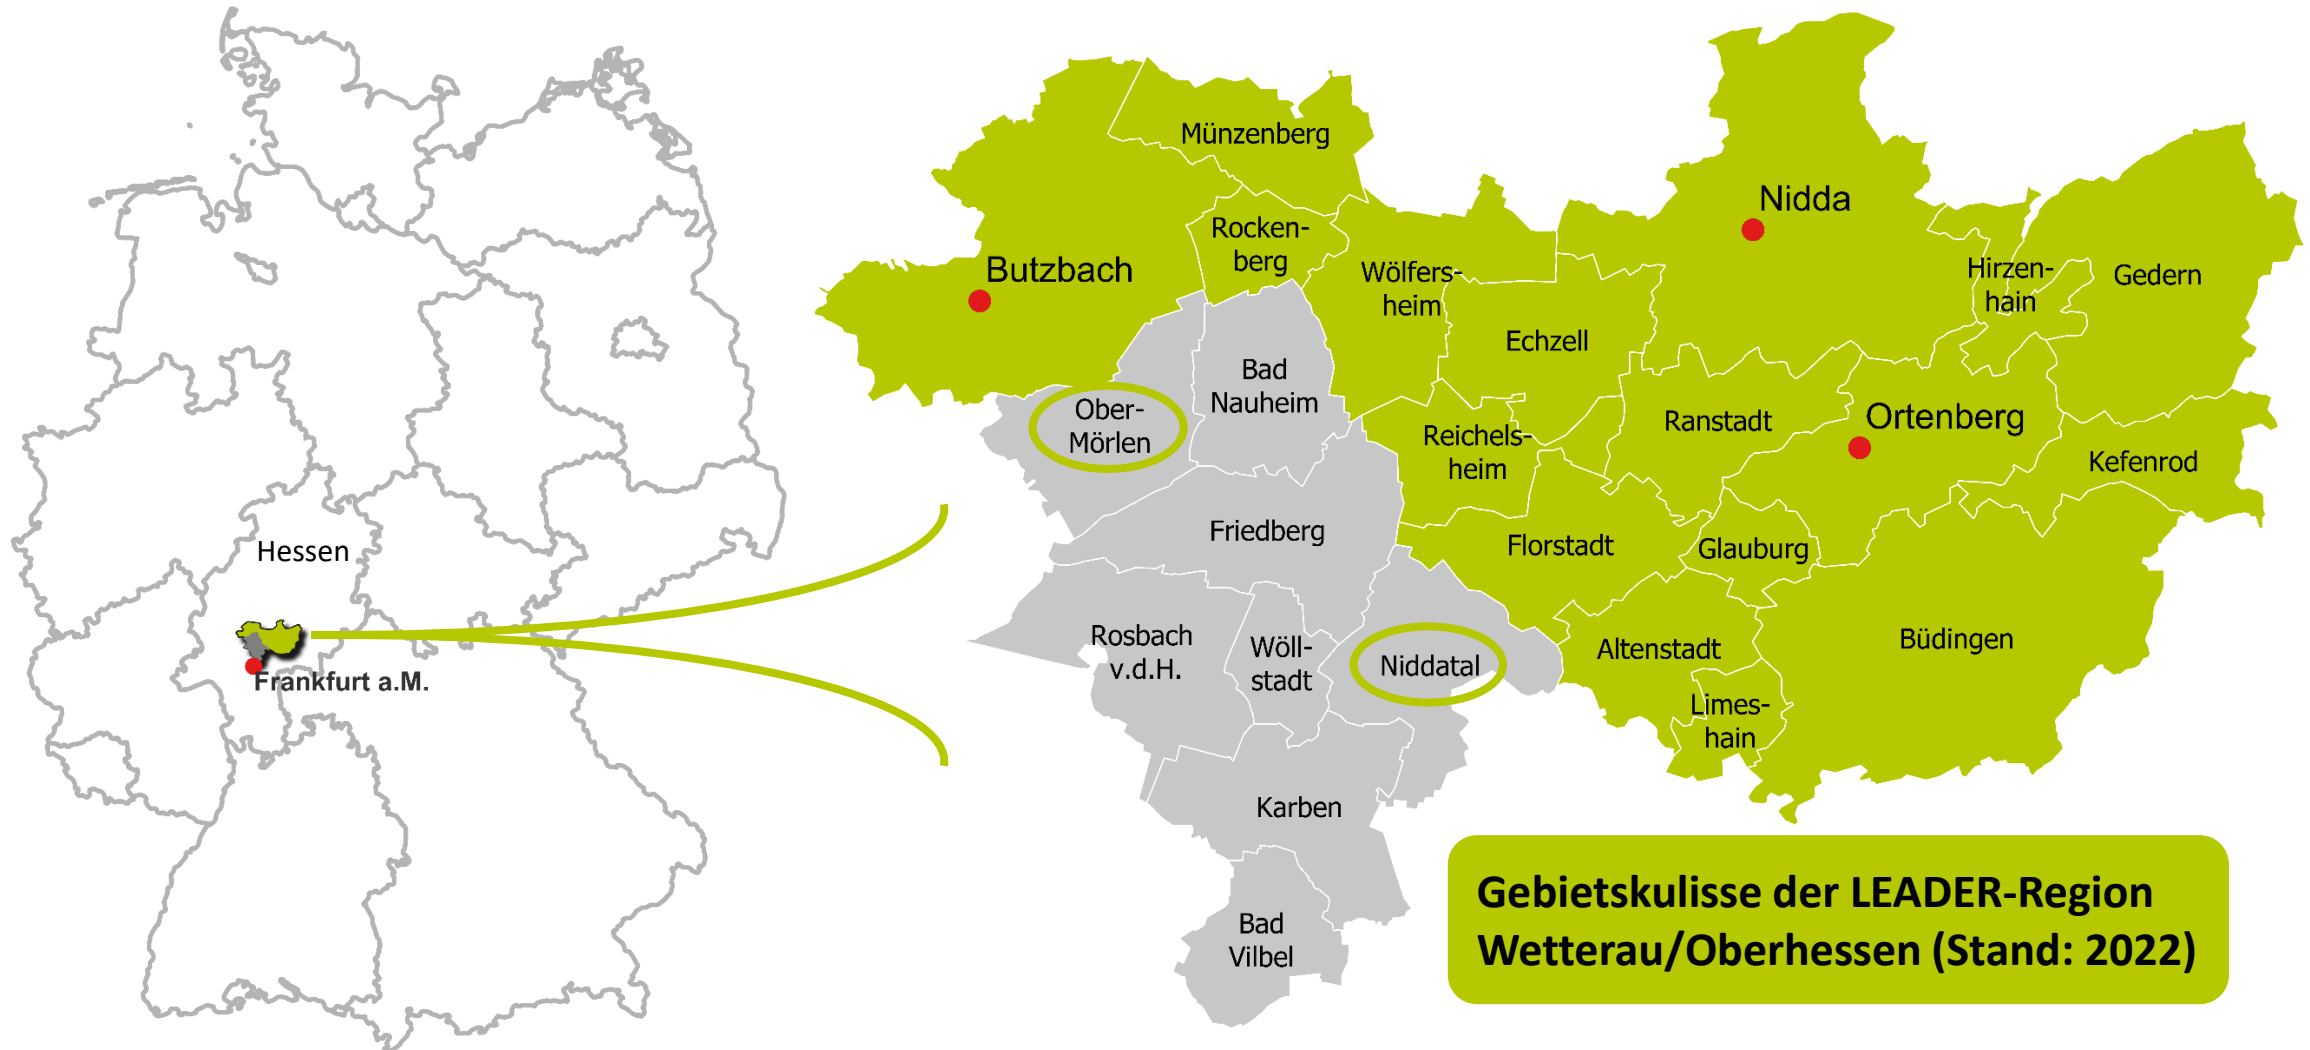 Hessen
Frankfurt a.M.
Münzenberg
Nidda
Rocken-
berg
Butzbach
Wölfers-
heim
Hirzen-
hain
Gedern
Echzell
Bad
Nauheim
Ober-
Mörlen
Reichels-
heim
Ranstadt
Ortenberg
Kefenrod
Friedberg
Florstadt
Glauburg
Rosbach
v.d.H.
Wöll-
stadt
Niddatal
Altenstadt
Büdingen
Limes-
hain
Karben
Bad
Vilbel
Gebietskulisse der LEADER-Region
Wetterau/Oberhessen (Stand: 2022)